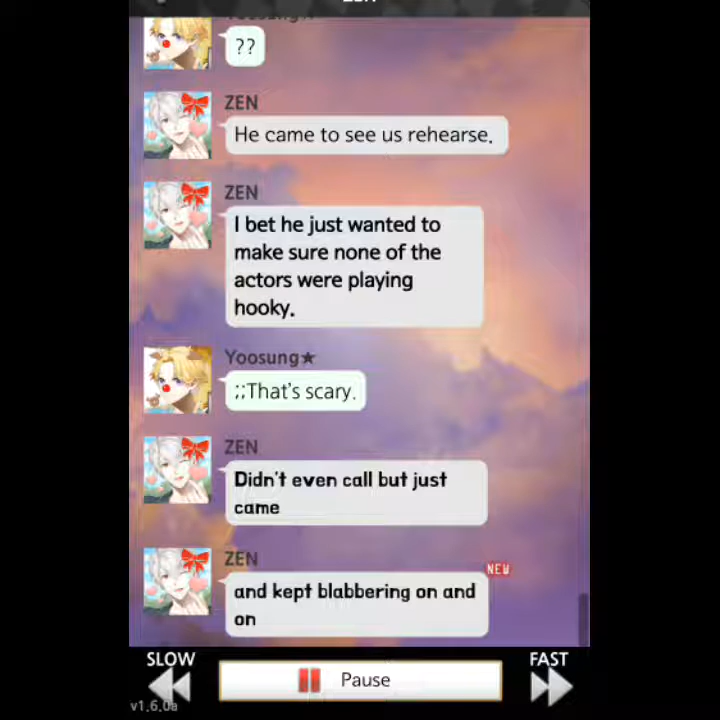 ZEN
Yoosung★
??
ZEN
He came to see us rehearse.
ZEN
I bet he just wanted to
make sure none of the
actors were playing
hooky.
Yoosung★
;;That's scary.
ZEN
Didn't even call but just
came
ZEN
NEW
and kept blabbering on and
on
SLOW
Pause
FAST
v1.6.0a